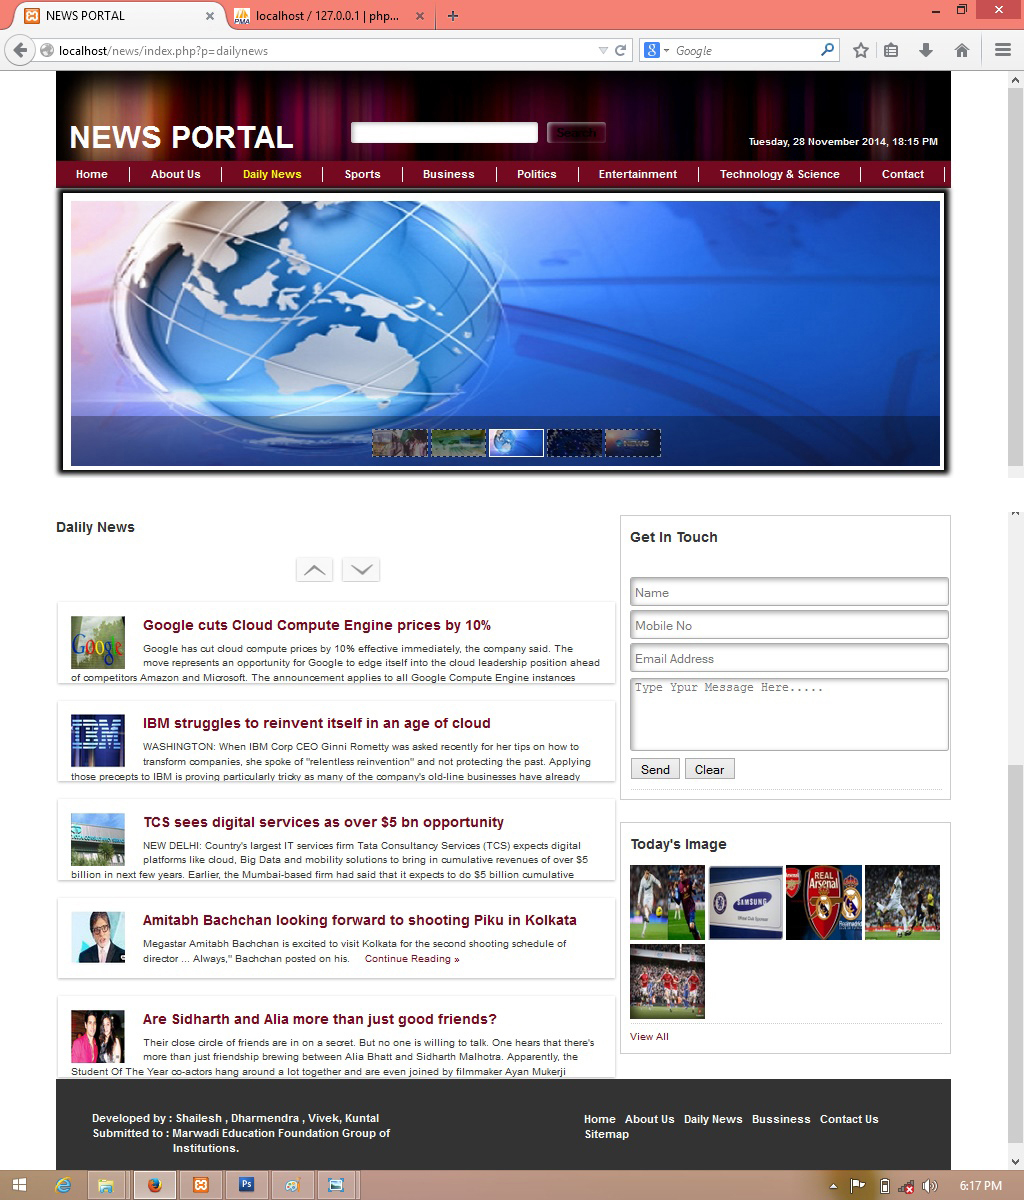 NEWS PORTAL
localhost / 127.0.0.1 | php...
localhost/news/index.php?p=dailynews
Google
NEWS PORTAL
Search
Tuesday, 28 November 2014, 18:15 PM
Home About Us Daily News Sports Business Politics Entertainment Technology & Science Contact
NEWS
Dalily News
Google cuts Cloud Compute Engine prices by 10%
Google
Google has cut cloud compute prices by 10% effective immediately, the company said. The
move represents an opportunity for Google to edge itself into the cloud leadership position ahead
of competitors Amazon and Microsoft. The announcement applies to all Google Compute Engine instances
IBM struggles to reinvent itself in an age of cloud
IBM
WASHINGTON: When IBM Corp CEO Ginni Rometty was asked recently for her tips on how to
transform companies, she spoke of "relentless reinvention" and not protecting the past. Applying
those precepts to IBM is proving particularly tricky as many of the company's old-line businesses have already
TCS sees digital services as over $5 bn opportunity
NEW DELHI: Country's largest IT services firm Tata Consultancy Services (TCS) expects digital
platforms like cloud, Big Data and mobility solutions to bring in cumulative revenues of over $5
billion in next few years. Earlier, the Mumbai-based firm had said that it expects to do $5 billion cumulative
Amitabh Bachchan looking forward to shooting Piku in Kolkata
Megastar Amitabh Bachchan is excited to visit Kolkata for the second shooting schedule of
director ... Always," Bachchan posted on his. Continue Reading »
Are Sidharth and Alia more than just good friends?
Their close circle of friends are in on a secret. But no one is willing to talk. One hears that there's
more than just friendship brewing between Alia Bhatt and Sidharth Malhotra. Apparently, the
Student Of The Year co-actors hang around a lot together and are even joined by filmmaker Ayan Mukerji
Get In Touch
Name
Mobile No
Email Address
Type Ypur Message Here.....
Send Clear
Today's Image
SAMSUNG
REAL
Arsenal
View All
Developed by : Shailesh , Dharmendra , Vivek, Kuntal
Submitted to : Marwadi Education Foundation Group of
Institutions.
Home About Us Daily News Bussiness Contact Us
Sitemap
6:17 PM